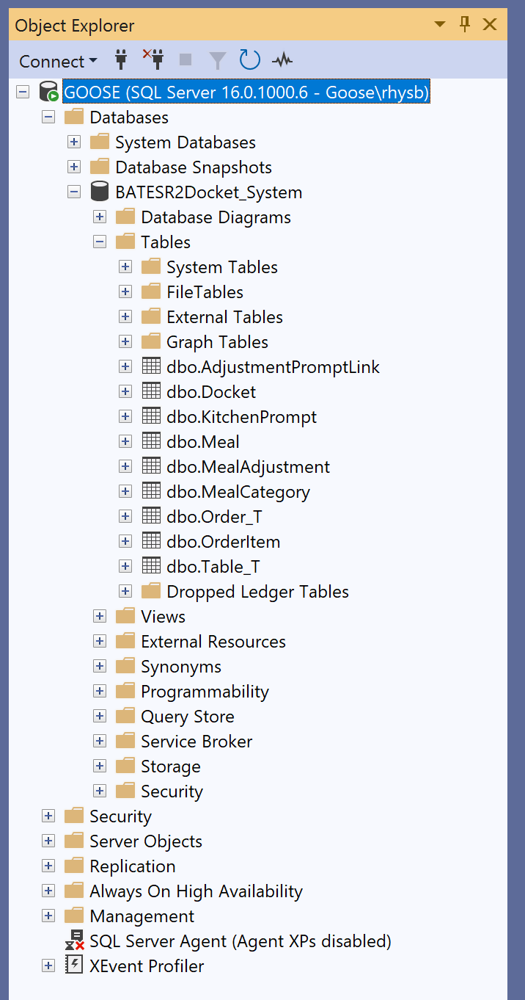 Object Explorer
Connect
GOOSE (SQL Server 16.0.1000.6 - Goose\rhysb)
Databases
System Databases
Database Snapshots
BATESR2Docket_System
Database Diagrams
Tables
System Tables
FileTables
External Tables
Graph Tables
dbo.AdjustmentPromptLink
dbo.Docket
dbo.KitchenPrompt
dbo.Meal
dbo.MealAdjustment
dbo.MealCategory
dbo.Order_T
dbo.OrderItem
dbo.Table_T
Dropped Ledger Tables
Views
External Resources
Synonyms
Programmability
Query Store
Service Broker
Storage
Security
Security
Server Objects
Replication
Always On High Availability
Management
SQL Server Agent (Agent XPs disabled)
XEvent Profiler